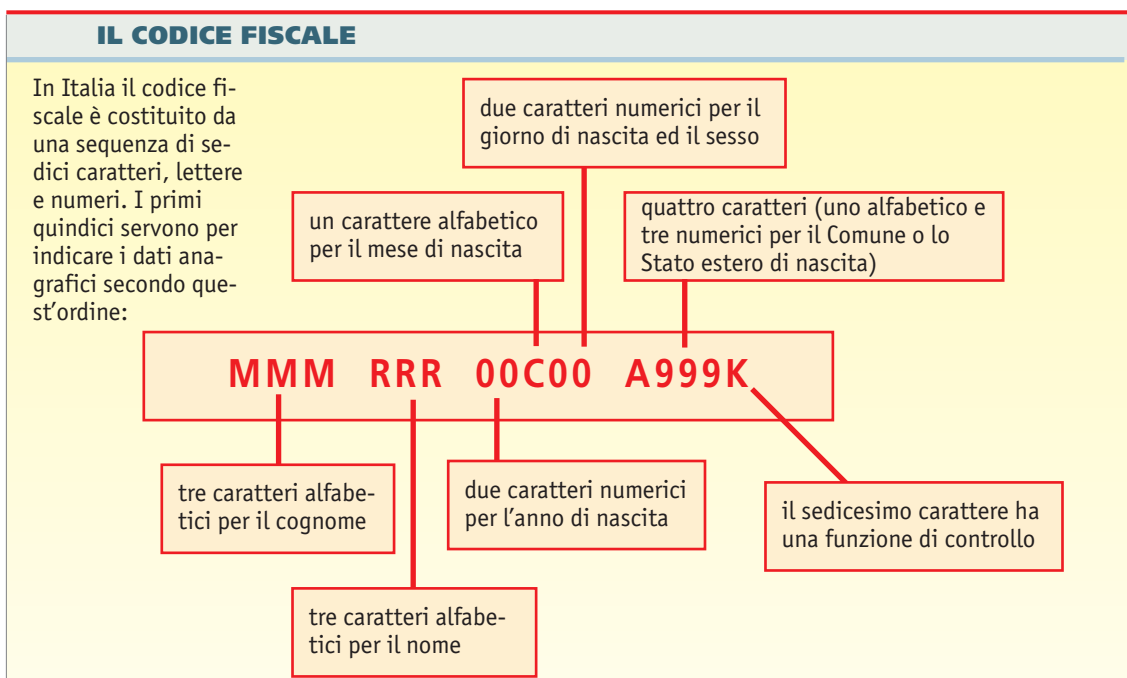 IL CODICE FISCALE
In Italia il codice fi-
scale è costituito da
una sequenza di se-
dici caratteri, lettere
e numeri. I primi
quindici servono per
indicare i dati ana-
grafici secondo que-
st'ordine:
due caratteri numerici per il
giorno di nascita ed il sesso
un carattere alfabetico
per il mese di nascita
quattro caratteri (uno alfabetico e
tre numerici per il Comune o lo
Stato estero di nascita)
MMM RRR 00C00 A999K
tre caratteri alfabe-
tici per il cognome
due caratteri numerici
per l'anno di nascita
il sedicesimo carattere ha
una funzione di controllo
tre caratteri alfabe-
tici per il nome